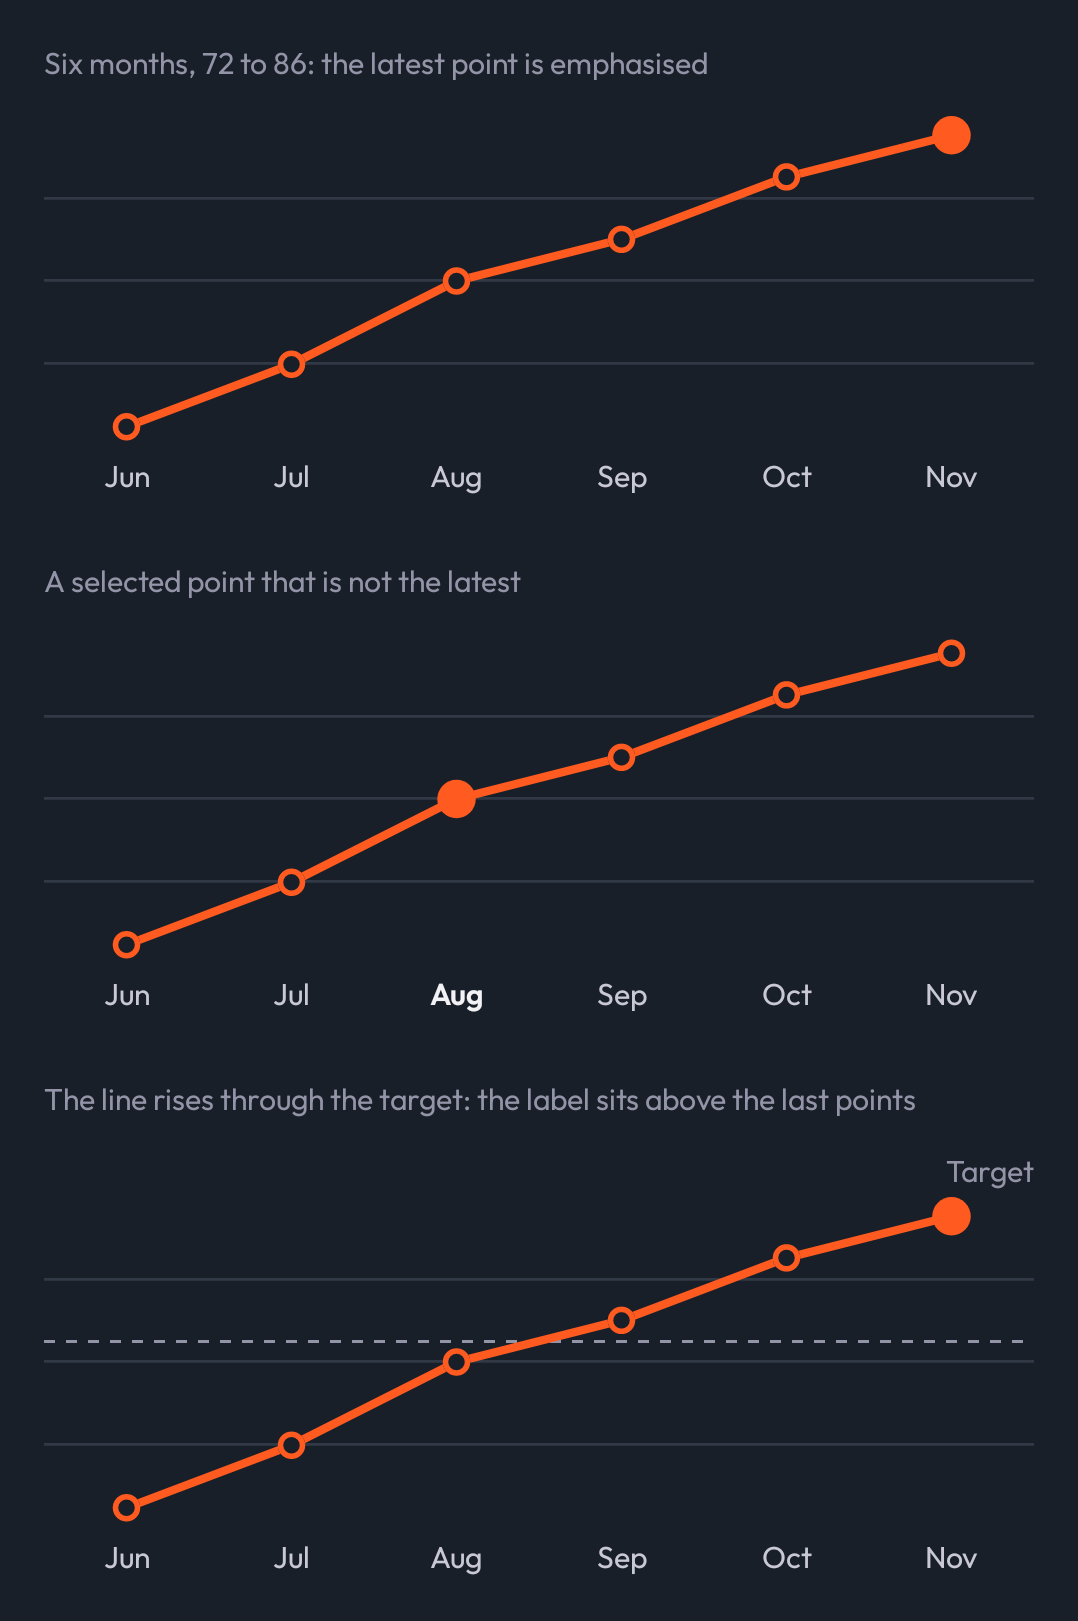 Six months, 72 to 86: the latest point is emphasised
Jun Jul Aug Sep Oct Nov
A selected point that is not the latest
Jun Jul Aug Sep Oct Nov
The line rises through the target: the label sits above the last points
Target
Jun Jul Aug Sep Oct Nov